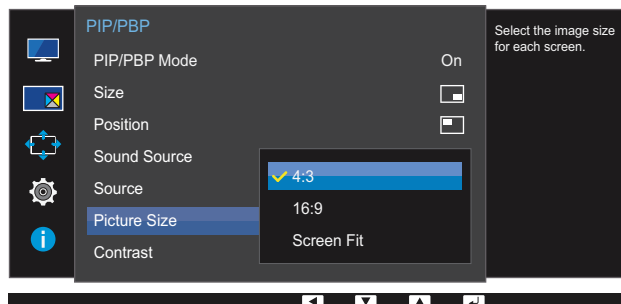 PIP/PBP
Select the image size
for each screen.
PIP/PBP Mode On
Size
Position
Sound Source
Source
Picture Size
Contrast
4:3
16:9
Screen Fit